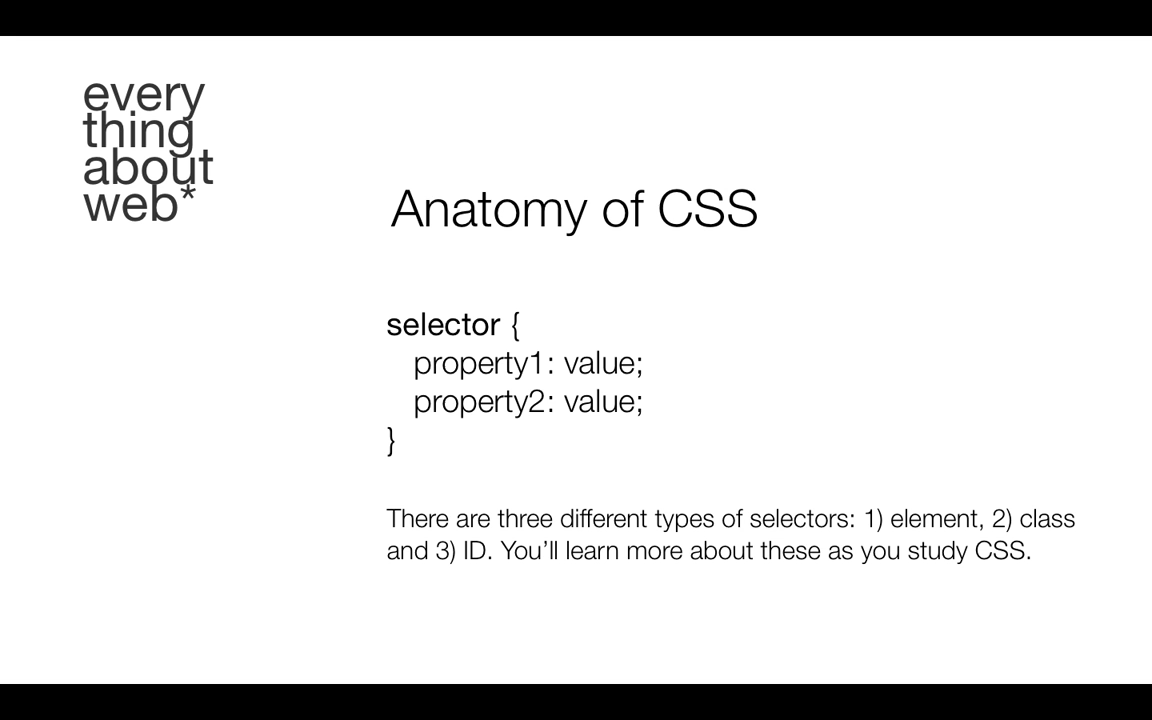 every
thing
about
web*
Anatomy of CSS
selector {
property1: value;
property2: value;
}
There are three different types of selectors: 1) element, 2) class
and 3) ID. You’ll learn more about these as you study CSS.